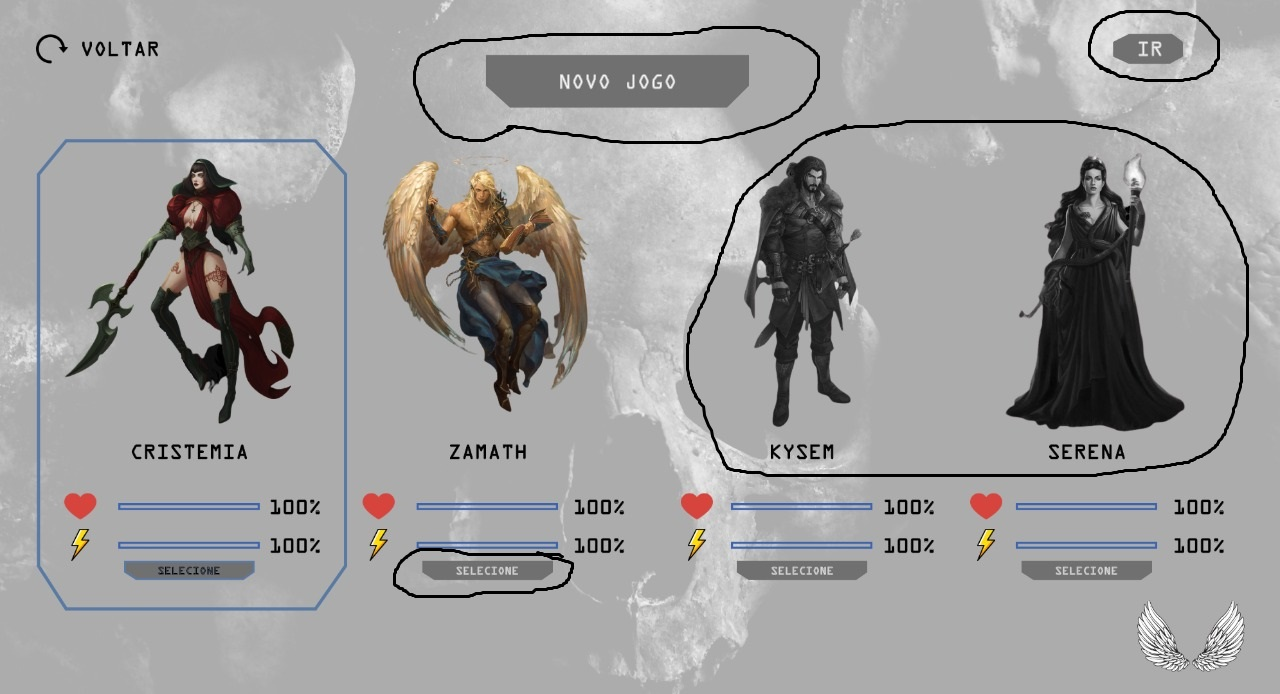 VOLTAR
NOVO JOGO
IR
CRISTEMIA
ZAMATH
KYSEM
SERENA
100% 100% 100% 100%
100% 100% 100% 100%
SELECIONE SELECIONE SELECIONE SELECIONE